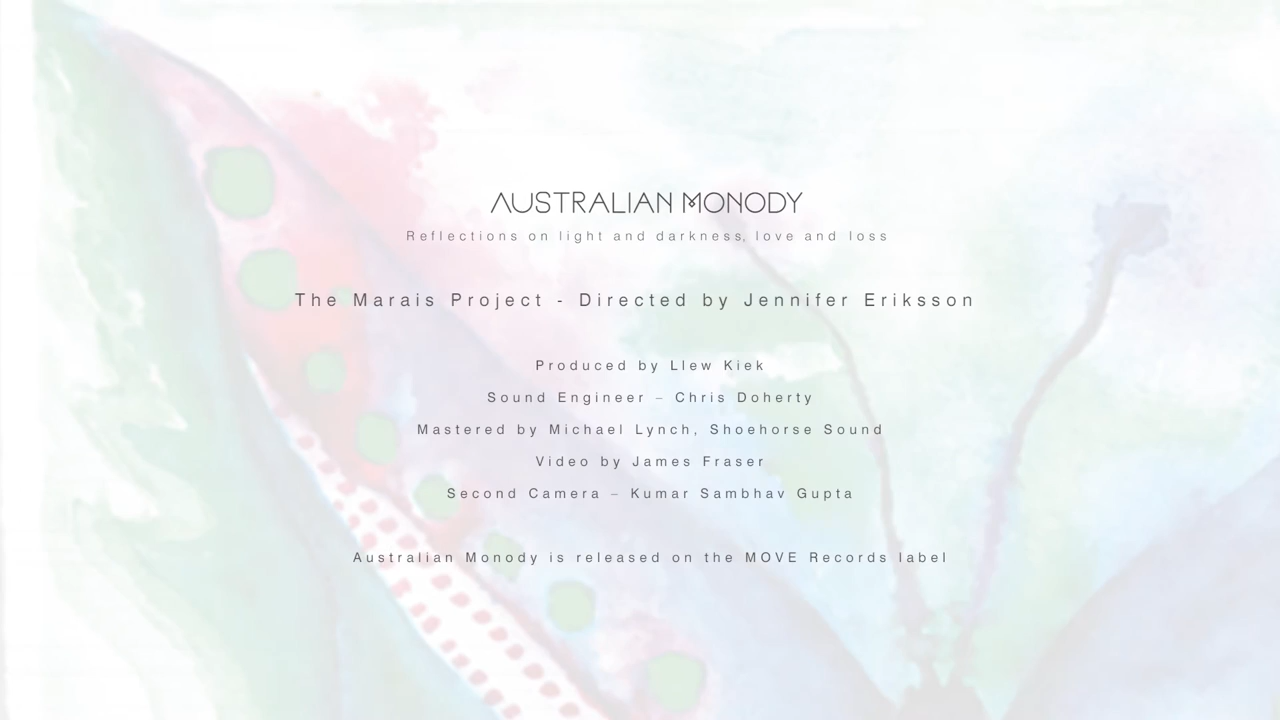 AUSTRALIAN MONODY
Reflections on light and darkness, love and loss
The Marais Project - Directed by Jennifer Eriksson
Produced by Llew Kiek
Sound Engineer – Chris Doherty
Mastered by Michael Lynch, Shoehorse Sound
Video by James Fraser
Second Camera – Kumar Sambhav Gupta
Australian Monody is released on the MOVE Records label